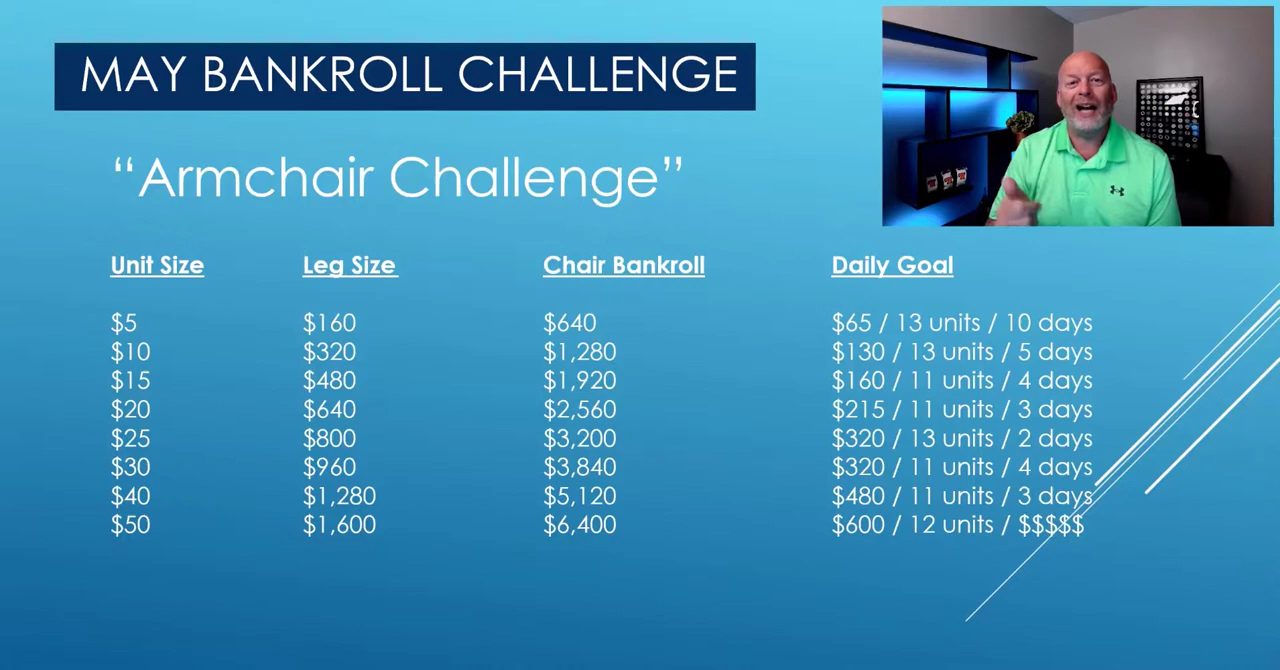 MAY BANKROLL CHALLENGE
“Armchair Challenge”
Unit Size Leg Size Chair Bankroll Daily Goal
$5 $160 $640 $65 / 13 units / 10 days
$10 $320 $1,280 $130 / 13 units / 5 days
$15 $480 $1,920 $160 / 11 units / 4 days
$20 $640 $2,560 $215 / 11 units / 3 days
$25 $800 $3,200 $320 / 13 units / 2 days
$30 $960 $3,840 $320 / 11 units / 4 days
$40 $1,280 $5,120 $480 / 11 units / 3 days
$50 $1,600 $6,400 $600 / 12 units / $$$$$